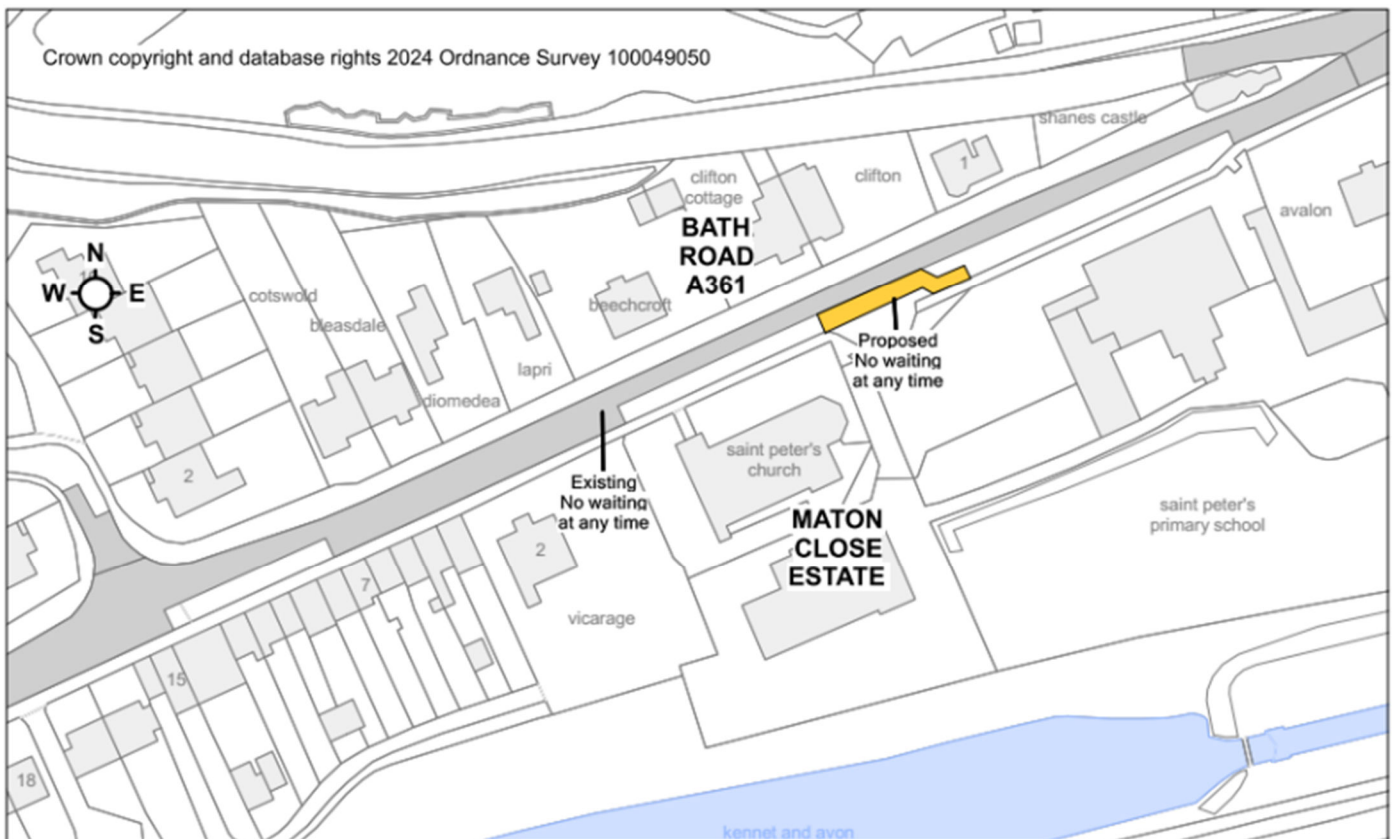 Crown copyright and database rights 2024 Ordnance Survey 100049050
shanes castle
1
clifton
cottage
clifton
avalon
BATH
ROAD
A361
N
W E
S
cotswold
bleasdale
beechcroft
lapri
diomedea
Proposed
No waiting
at any time
2
saint peter's
church
Existing
No waiting
at any time
saint peter's
primary school
MATON
CLOSE
ESTATE
2
7
vicarage
15
18
kennet and avon